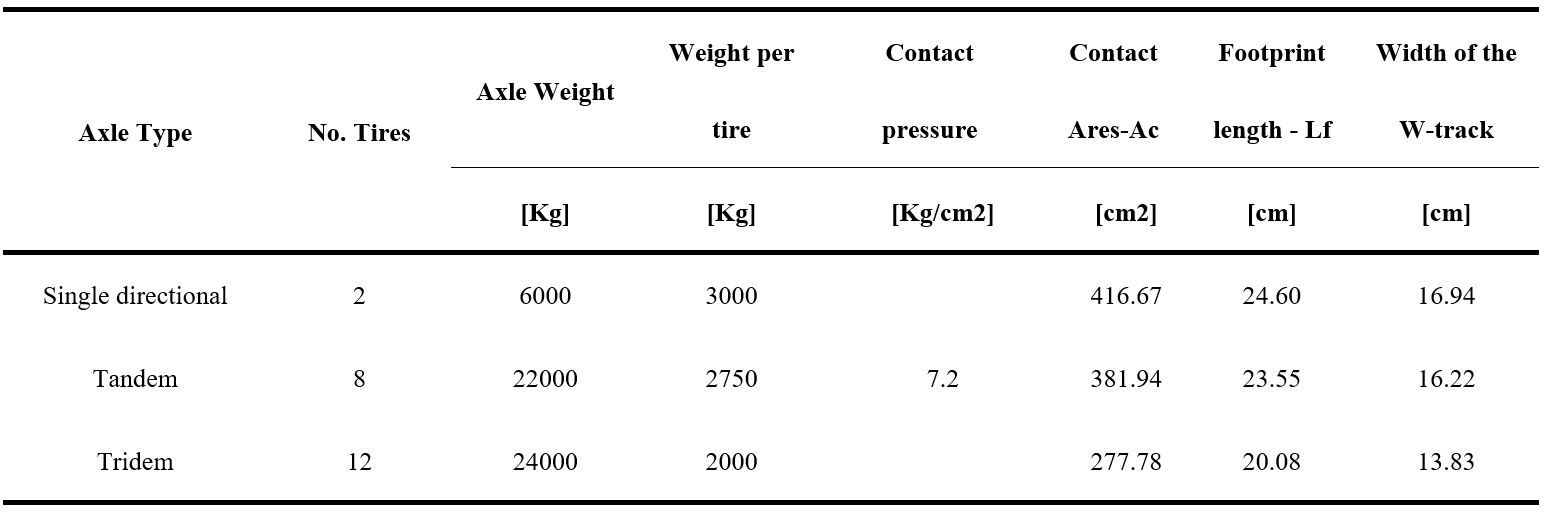 Axle Type No. Tires Axle Weight Weight per tire Contact pressure Contact Ares-Ac Footprint length - Lf Width of the W-track
[Kg] [Kg] [Kg/cm2] [cm2] [cm] [cm]
Single directional 2 6000 3000 416.67 24.60 16.94
Tandem 8 22000 2750 7.2 381.94 23.55 16.22
Tridem 12 24000 2000 277.78 20.08 13.83